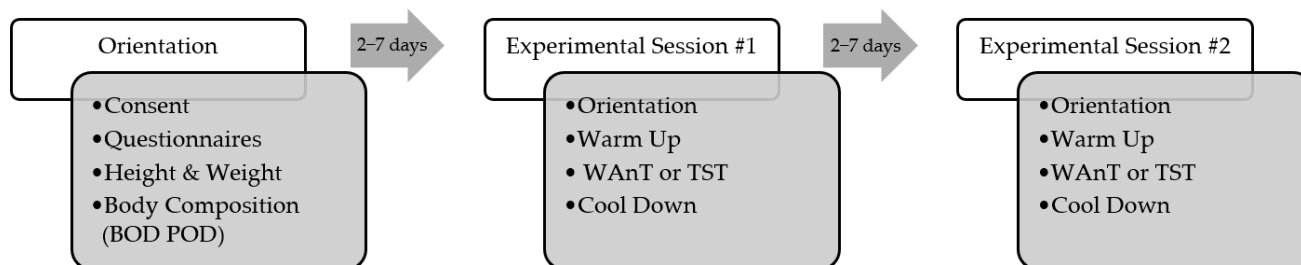 Orientation
•Consent
•Questionnaires
•Height & Weight
•Body Composition
(BOD POD)
2–7 days
Experimental Session #1
•Orientation
•Warm Up
• WAnT or TST
•Cool Down
2–7 days
Experimental Session #2
•Orientation
•Warm Up
•WAnT or TST
•Cool Down